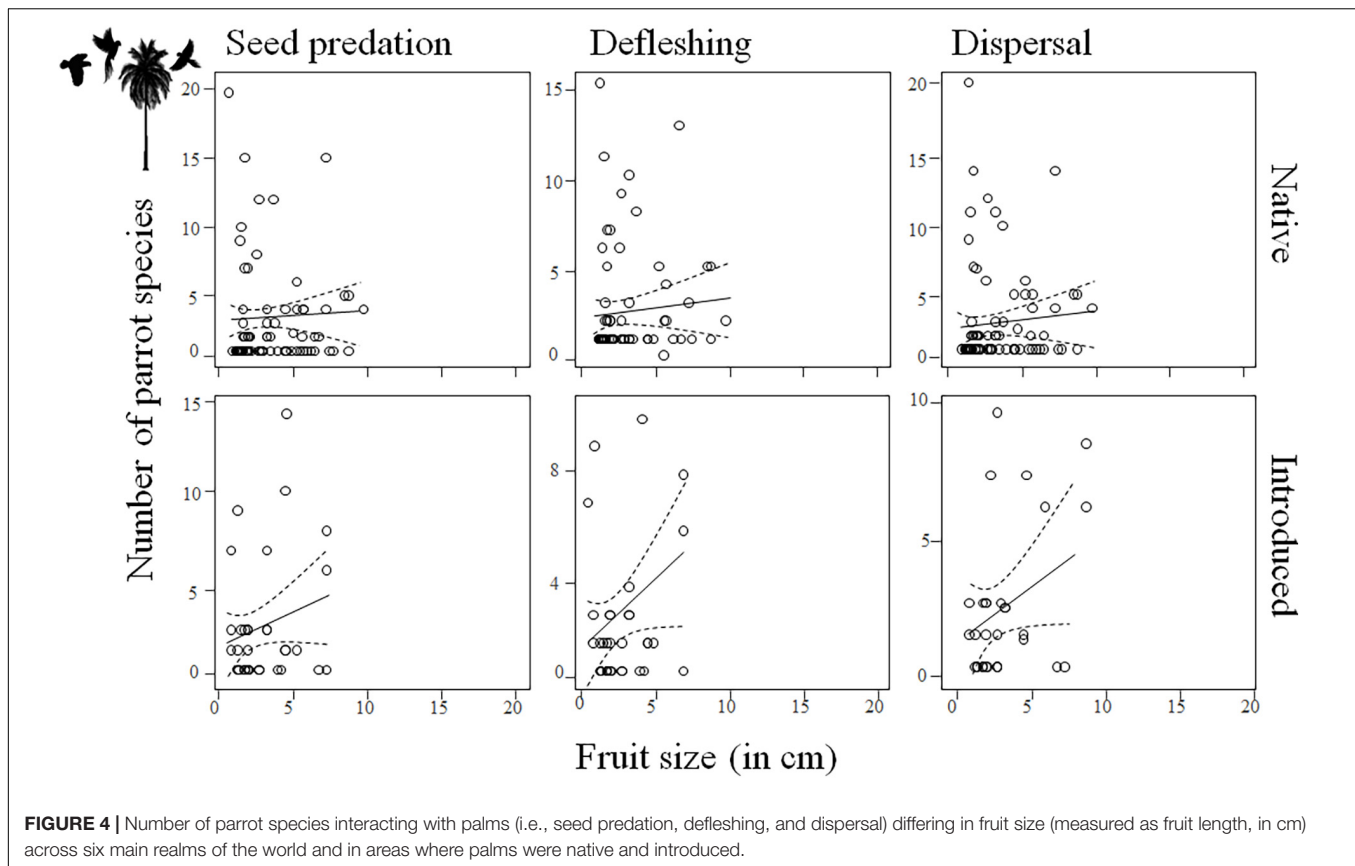 Seed predation
Defleshing
Dispersal
20
15
10
5
0
15
10
5
0
20
15
10
5
0
Native
Number of parrot species
15
10
5
0
8
4
0
10
5
0
Introduced
0 5 10 15 20
0 5 10 15 20
0 5 10 15 20
Fruit size (in cm)
FIGURE 4 | Number of parrot species interacting with palms (i.e., seed predation, defleshing, and dispersal) differing in fruit size (measured as fruit length, in cm)
across six main realms of the world and in areas where palms were native and introduced.